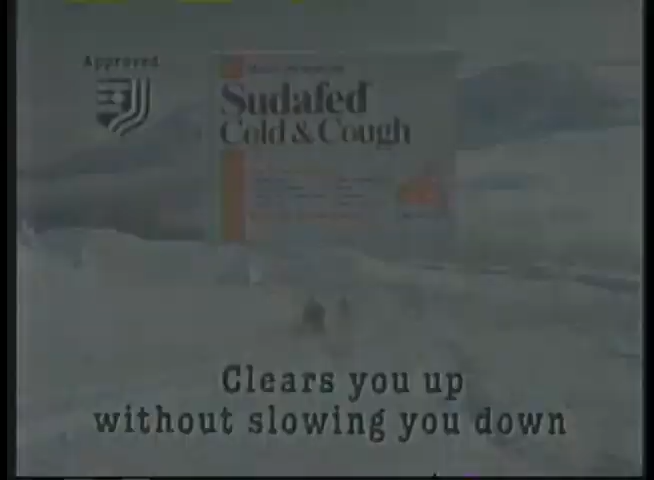 Approved
Sudafed
Cold & Cough
Clears you up
without slowing you down